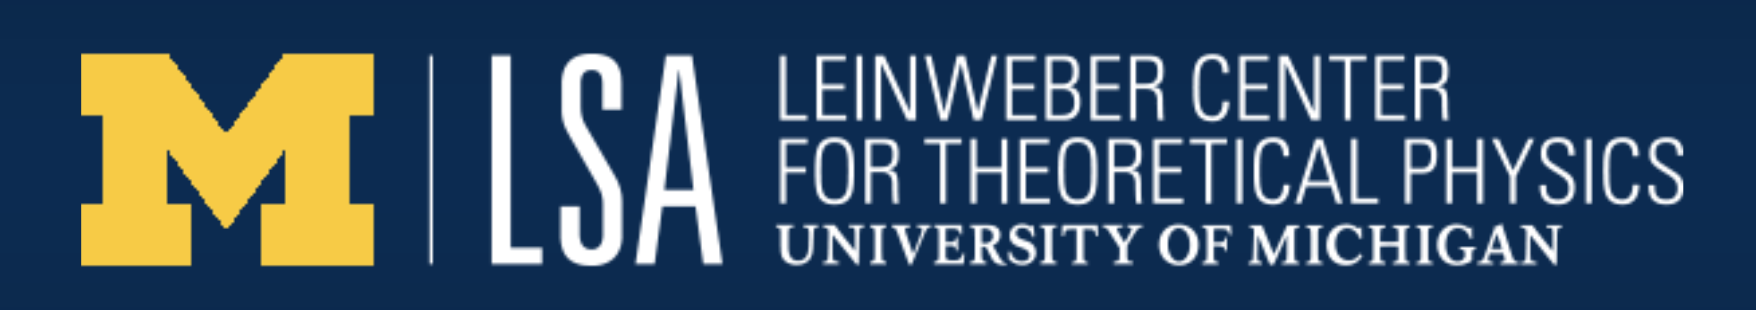 M
LSA
LEINWEBER CENTER
FOR THEORETICAL PHYSICS
UNIVERSITY OF MICHIGAN